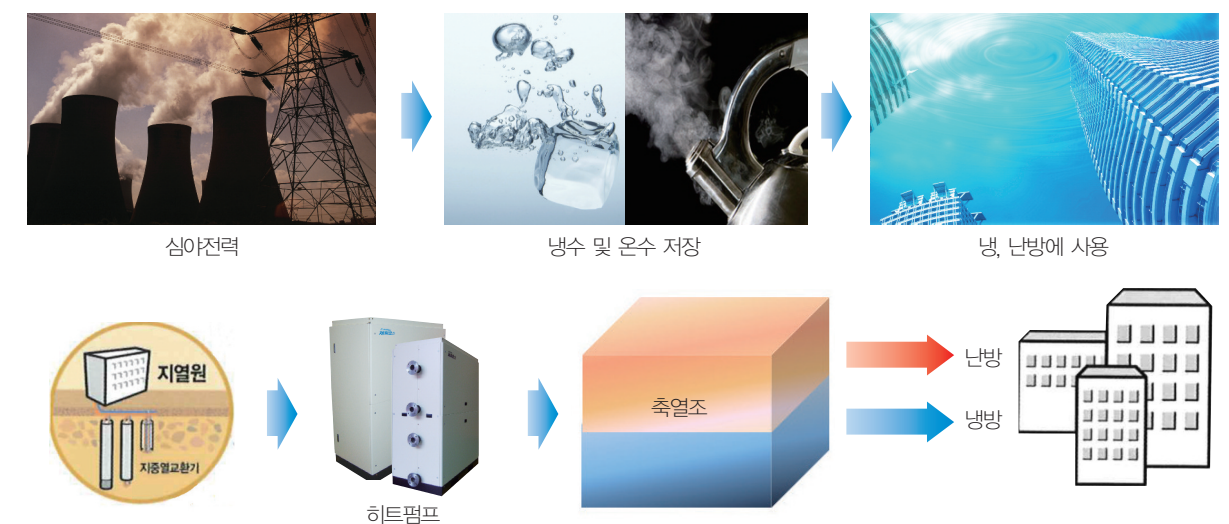 심야전력
냉수 및 온수 저장
냉, 난방에 사용
지열원
지중열교환기
히트펌프
축열조
난방
냉방